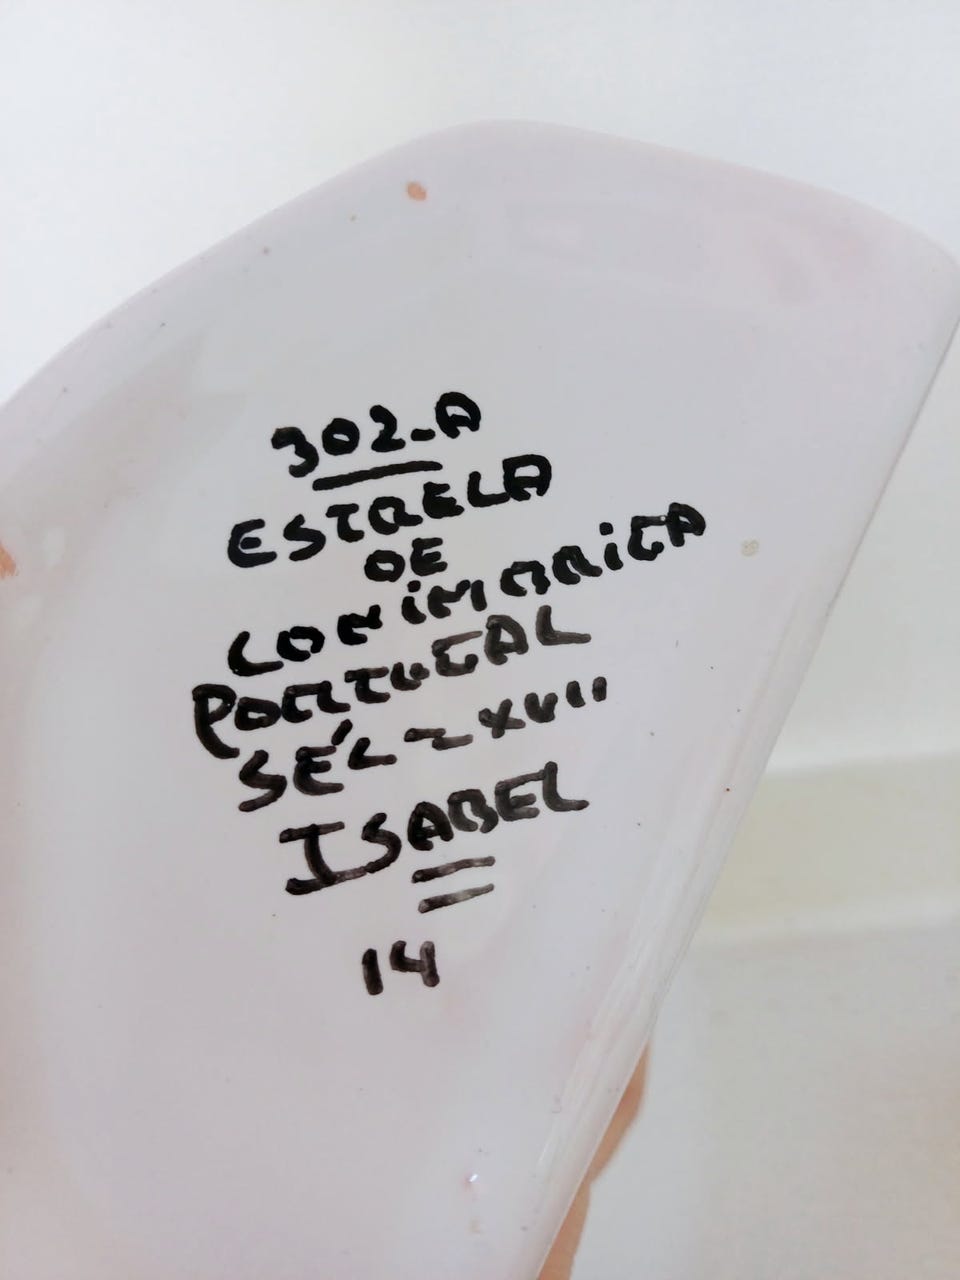 302-A
ESTRELA
DE
CONIMBRIGA
PORTUGAL
SÉC - XVII
ISABEL
14